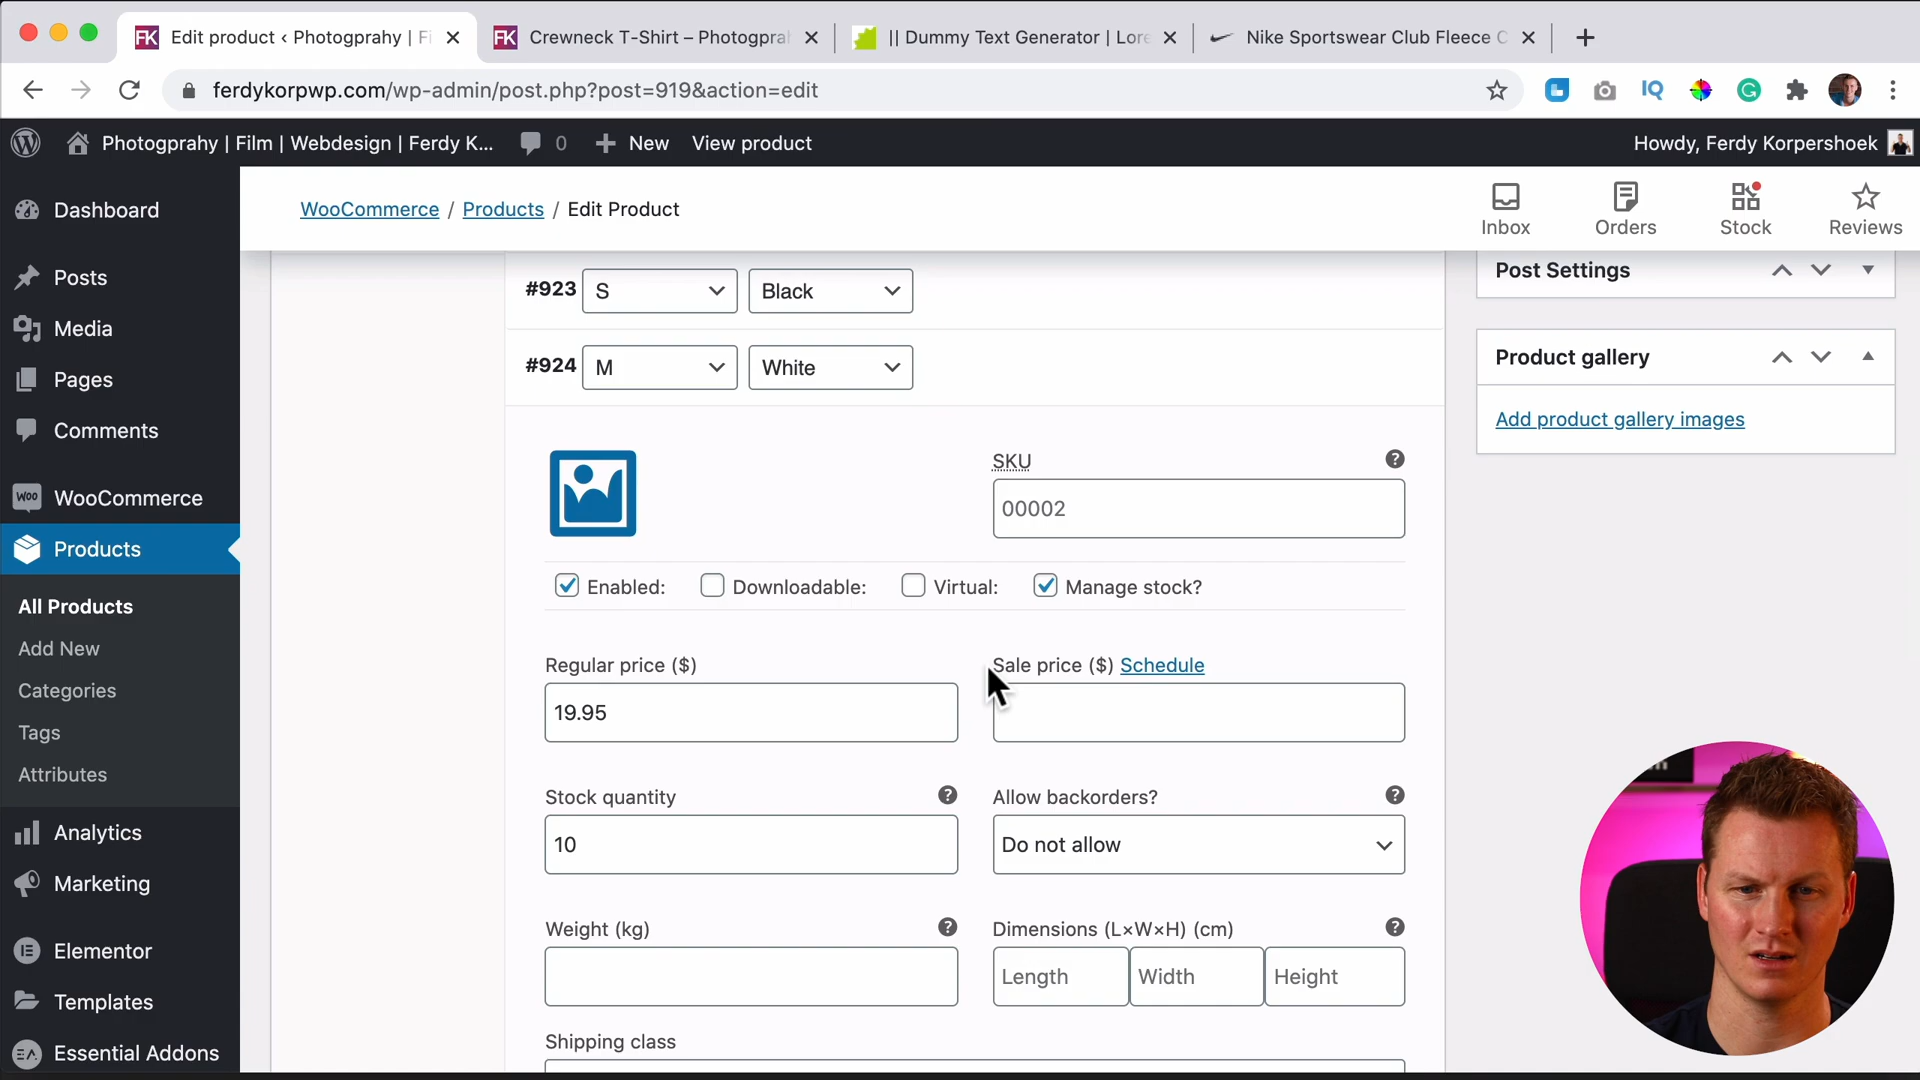 Edit product ‹ Photogprahy | Fi
Crewneck T-Shirt – Photogprah
|| Dummy Text Generator | Lore
Nike Sportswear Club Fleece C
ferdykorpwp.com/wp-admin/post.php?post=919&action=edit
Photogprahy | Film | Webdesign | Ferdy K...
0
New
View product
Howdy, Ferdy Korpershoek
WooCommerce / Products / Edit Product
Inbox
Orders
Stock
Reviews
Dashboard
Posts
Media
Pages
Comments
WooCommerce
Products
All Products
Add New
Categories
Tags
Attributes
Analytics
Marketing
Elementor
Templates
Essential Addons
#923 S Black
#924 M White
SKU
00002
Enabled: Downloadable: Virtual: Manage stock?
Regular price ($)
19.95
Sale price ($) Schedule
Stock quantity
10
Allow backorders?
Do not allow
Weight (kg)
Dimensions (L×W×H) (cm)
Length Width Height
Shipping class
Post Settings
Product gallery
Add product gallery images